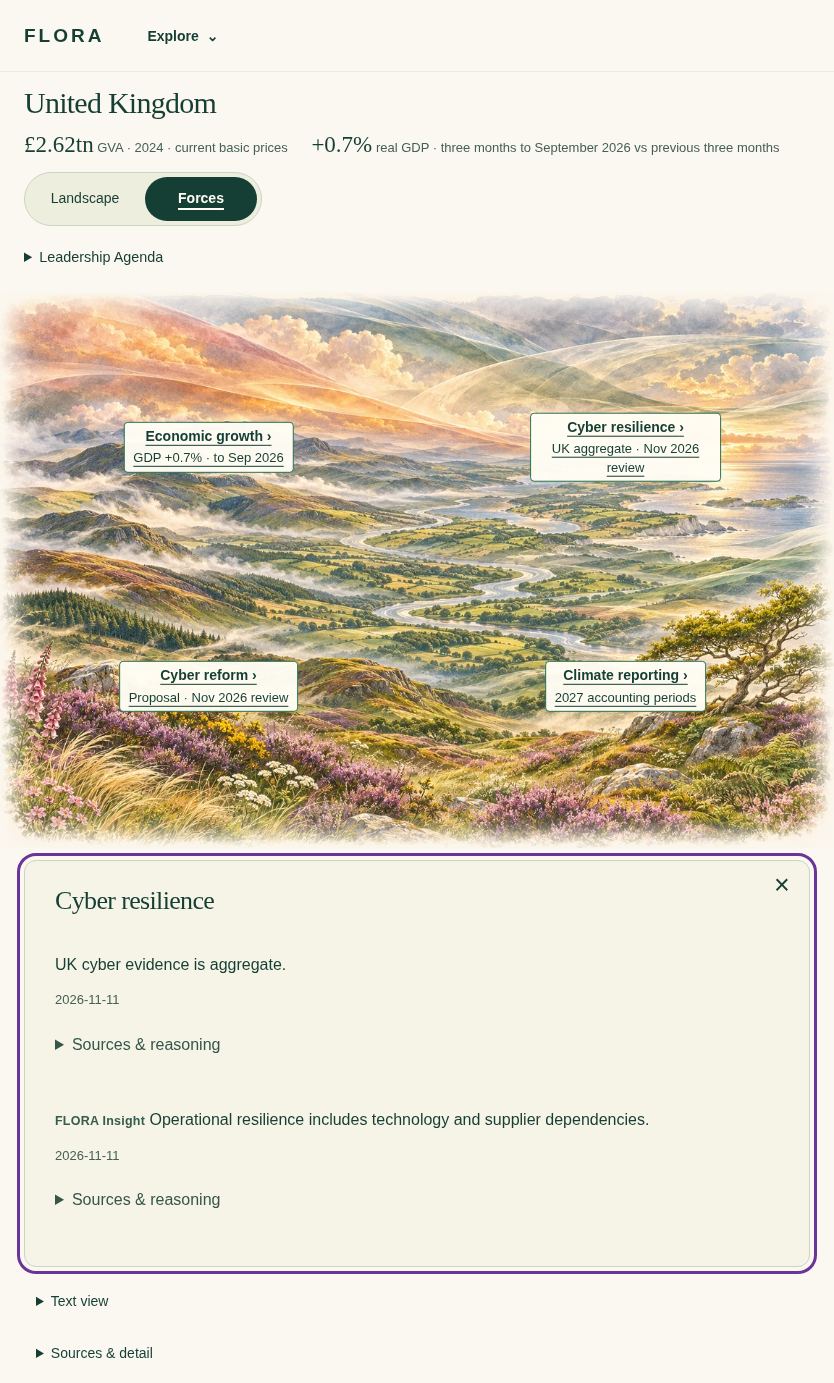 FLORA
Explore
United Kingdom
£2.62tn GVA · 2024 · current basic prices
+0.7% real GDP · three months to September 2026 vs previous three months
Landscape
Forces
Leadership Agenda
Economic growth ›
GDP +0.7% · to Sep 2026
Cyber resilience ›
UK aggregate · Nov 2026
review
Cyber reform ›
Proposal · Nov 2026 review
Climate reporting ›
2027 accounting periods
Cyber resilience
UK cyber evidence is aggregate.
2026-11-11
Sources & reasoning
FLORA Insight Operational resilience includes technology and supplier dependencies.
2026-11-11
Sources & reasoning
Text view
Sources & detail